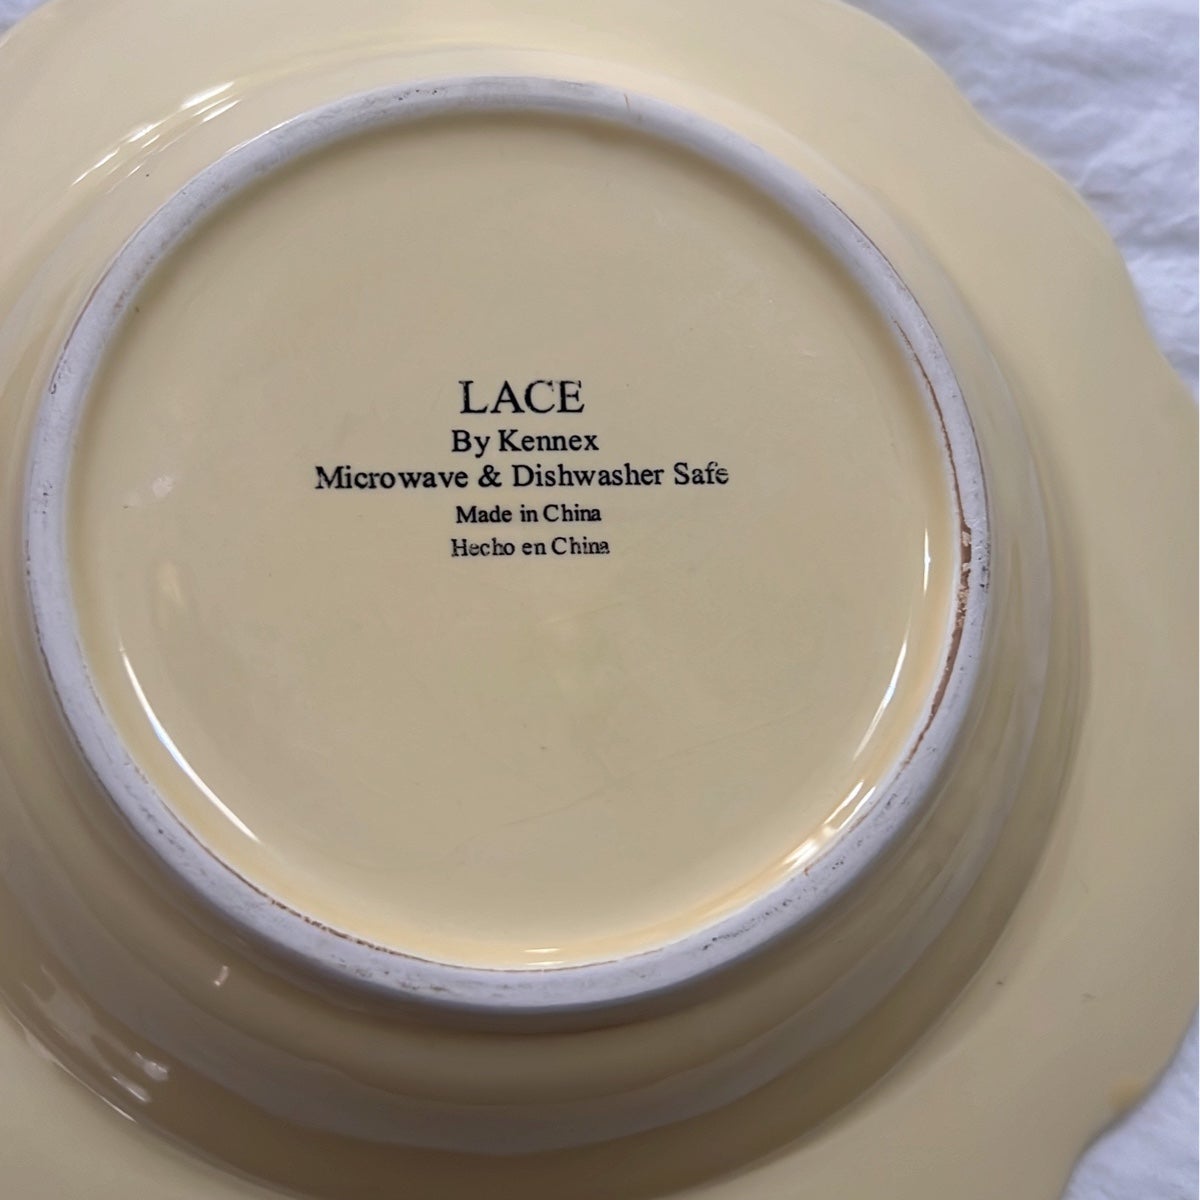 LACE
By Kennex
Microwave & Dishwasher Safe
Made in China
Hecho en China